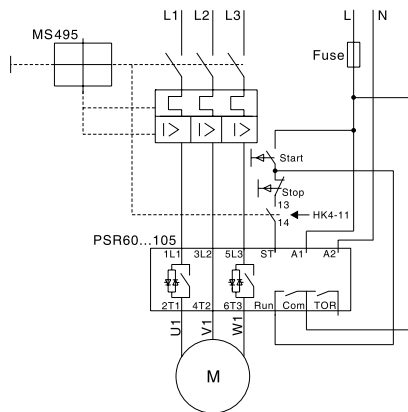 L1 L2 L3 L N
MS495
Fuse
Start
Stop
13
14 HK4-11
PSR60...105
1L1 3L2 5L3 ST A1 A2
2T1 4T2 6T3 Run Com TOR
U1 V1 W1
M